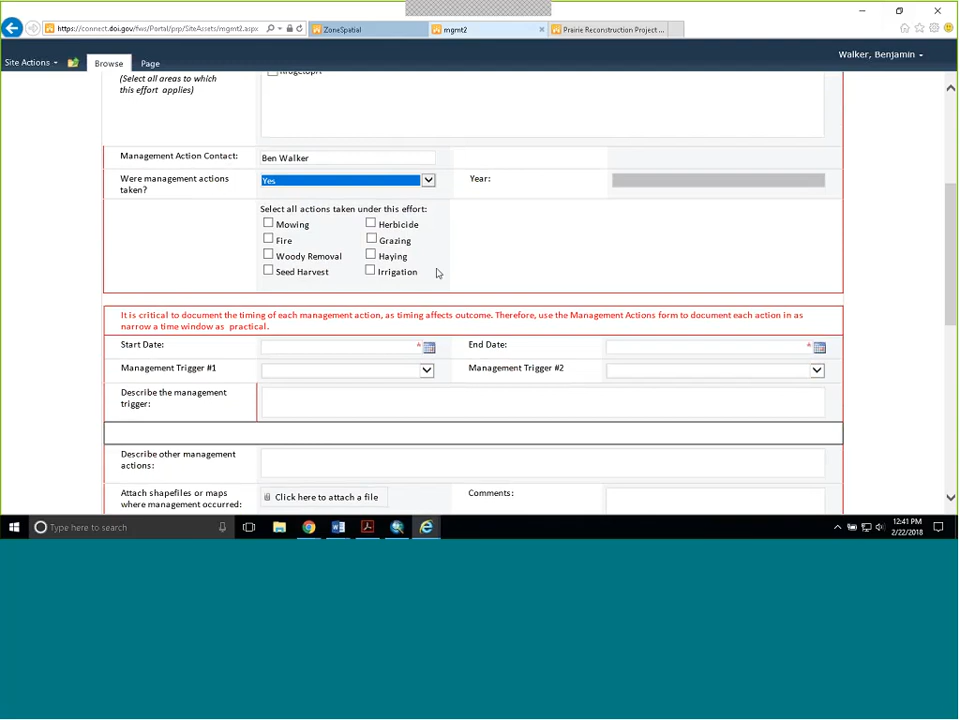 https://connect.doi.gov/fws/Portal/prp/SiteAssets/mgmt2.aspx
ZoneSpatial
mgmt2
Prairie Reconstruction Project ...
Site Actions
Browse
Page
Walker, Benjamin
(Select all areas to which
this effort applies)
Management Action Contact:
Ben Walker
Were management actions
taken?
Yes
Year:
Select all actions taken under this effort:
Mowing
Herbicide
Fire
Grazing
Woody Removal
Haying
Seed Harvest
Irrigation
It is critical to document the timing of each management action, as timing affects outcome. Therefore, use the Management Actions form to document each action in as
narrow a time window as practical.
Start Date:
*
End Date:
*
Management Trigger #1
Management Trigger #2
Describe the management
trigger:
Describe other management
actions:
Attach shapefiles or maps
where management occurred:
Click here to attach a file
Comments:
Type here to search
12:41 PM
2/22/2018